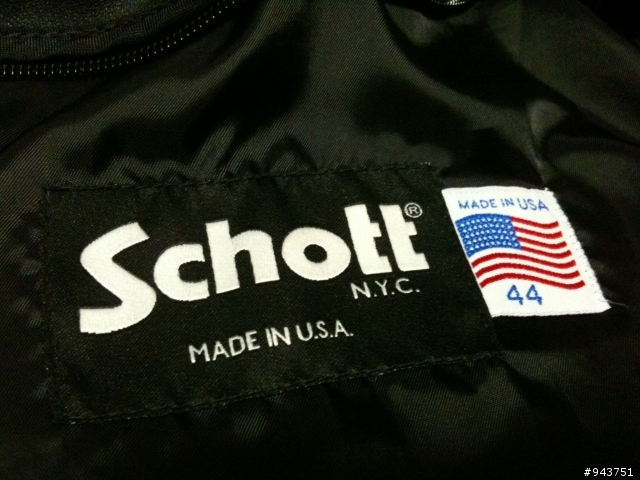 Schott®
N.Y.C.
MADE IN U.S.A.
MADE IN USA
44
#943751